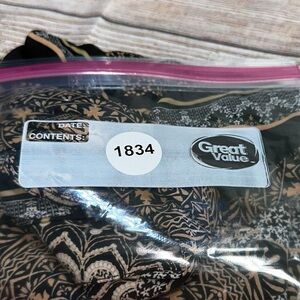 DATE:
CONTENTS:
1834
Great
Value